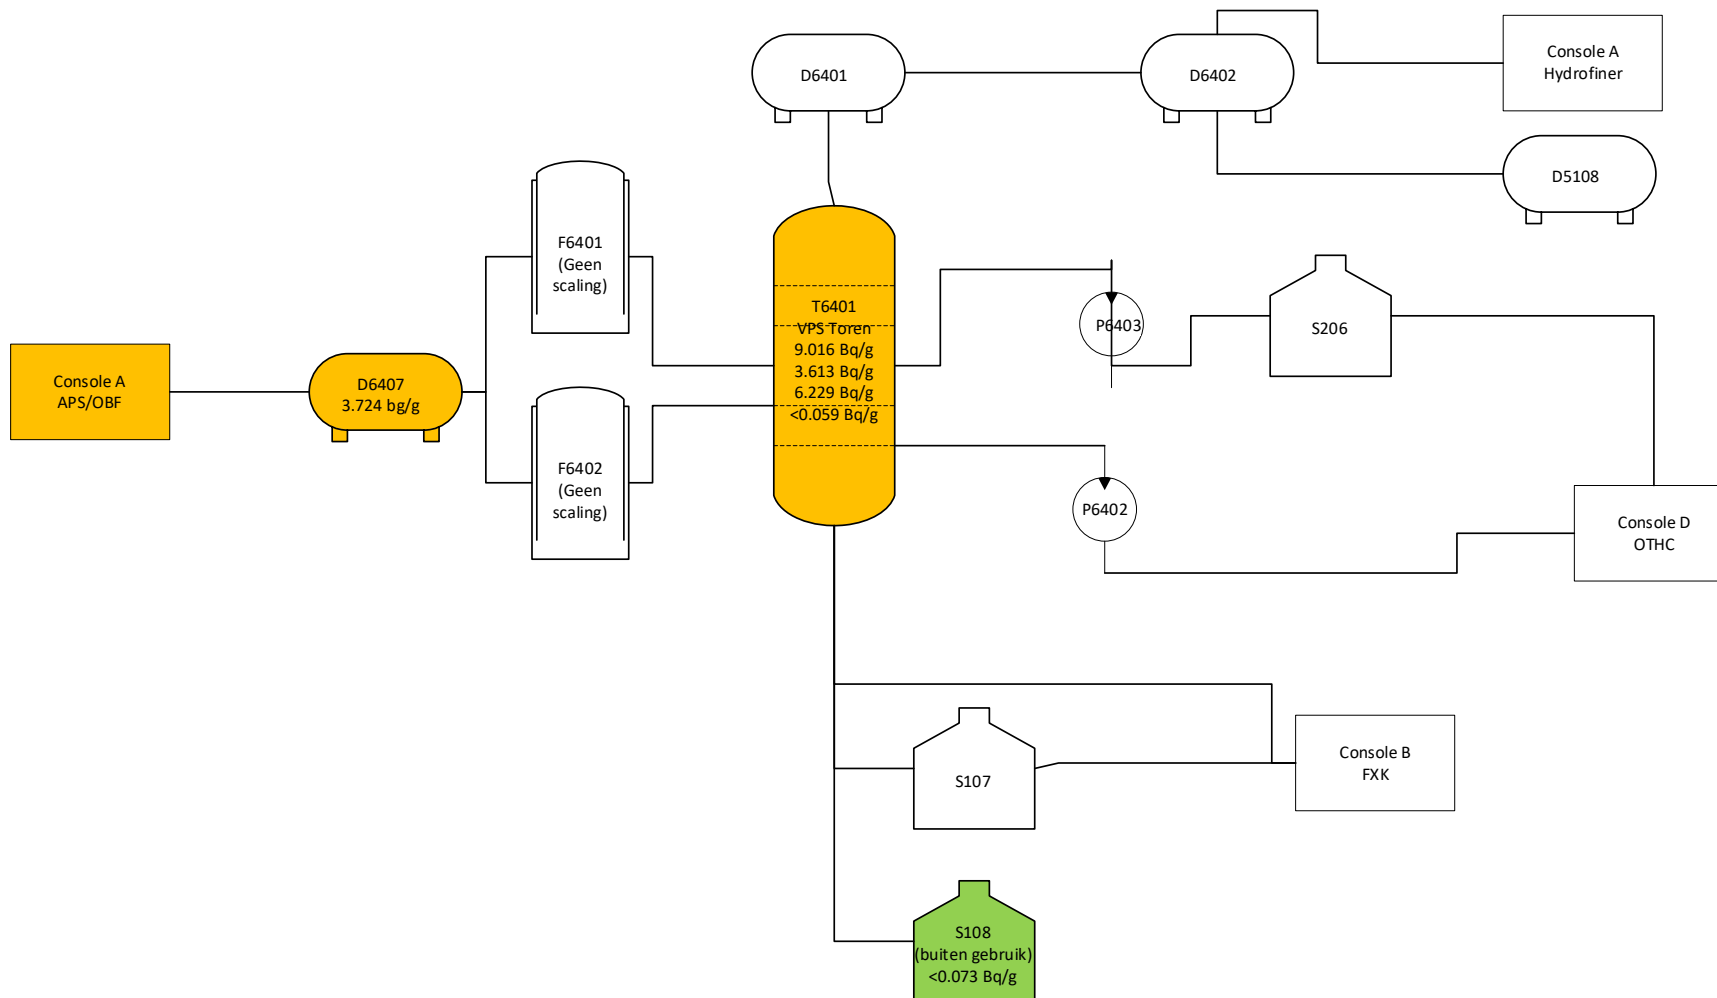 D6401
D6402
Console A
Hydrofiner
D5108
F6401
(Geen
scaling)
T6401
VPS Toren
9.016 Bq/g
3.613 Bq/g
6.229 Bq/g
<0.059 Bq/g
P6403
S206
Console A
APS/OBF
D6407
3.724 bg/g
F6402
(Geen
scaling)
P6402
Console D
OTHC
Console B
FXK
S107
S108
(buiten gebruik)
<0.073 Bq/g